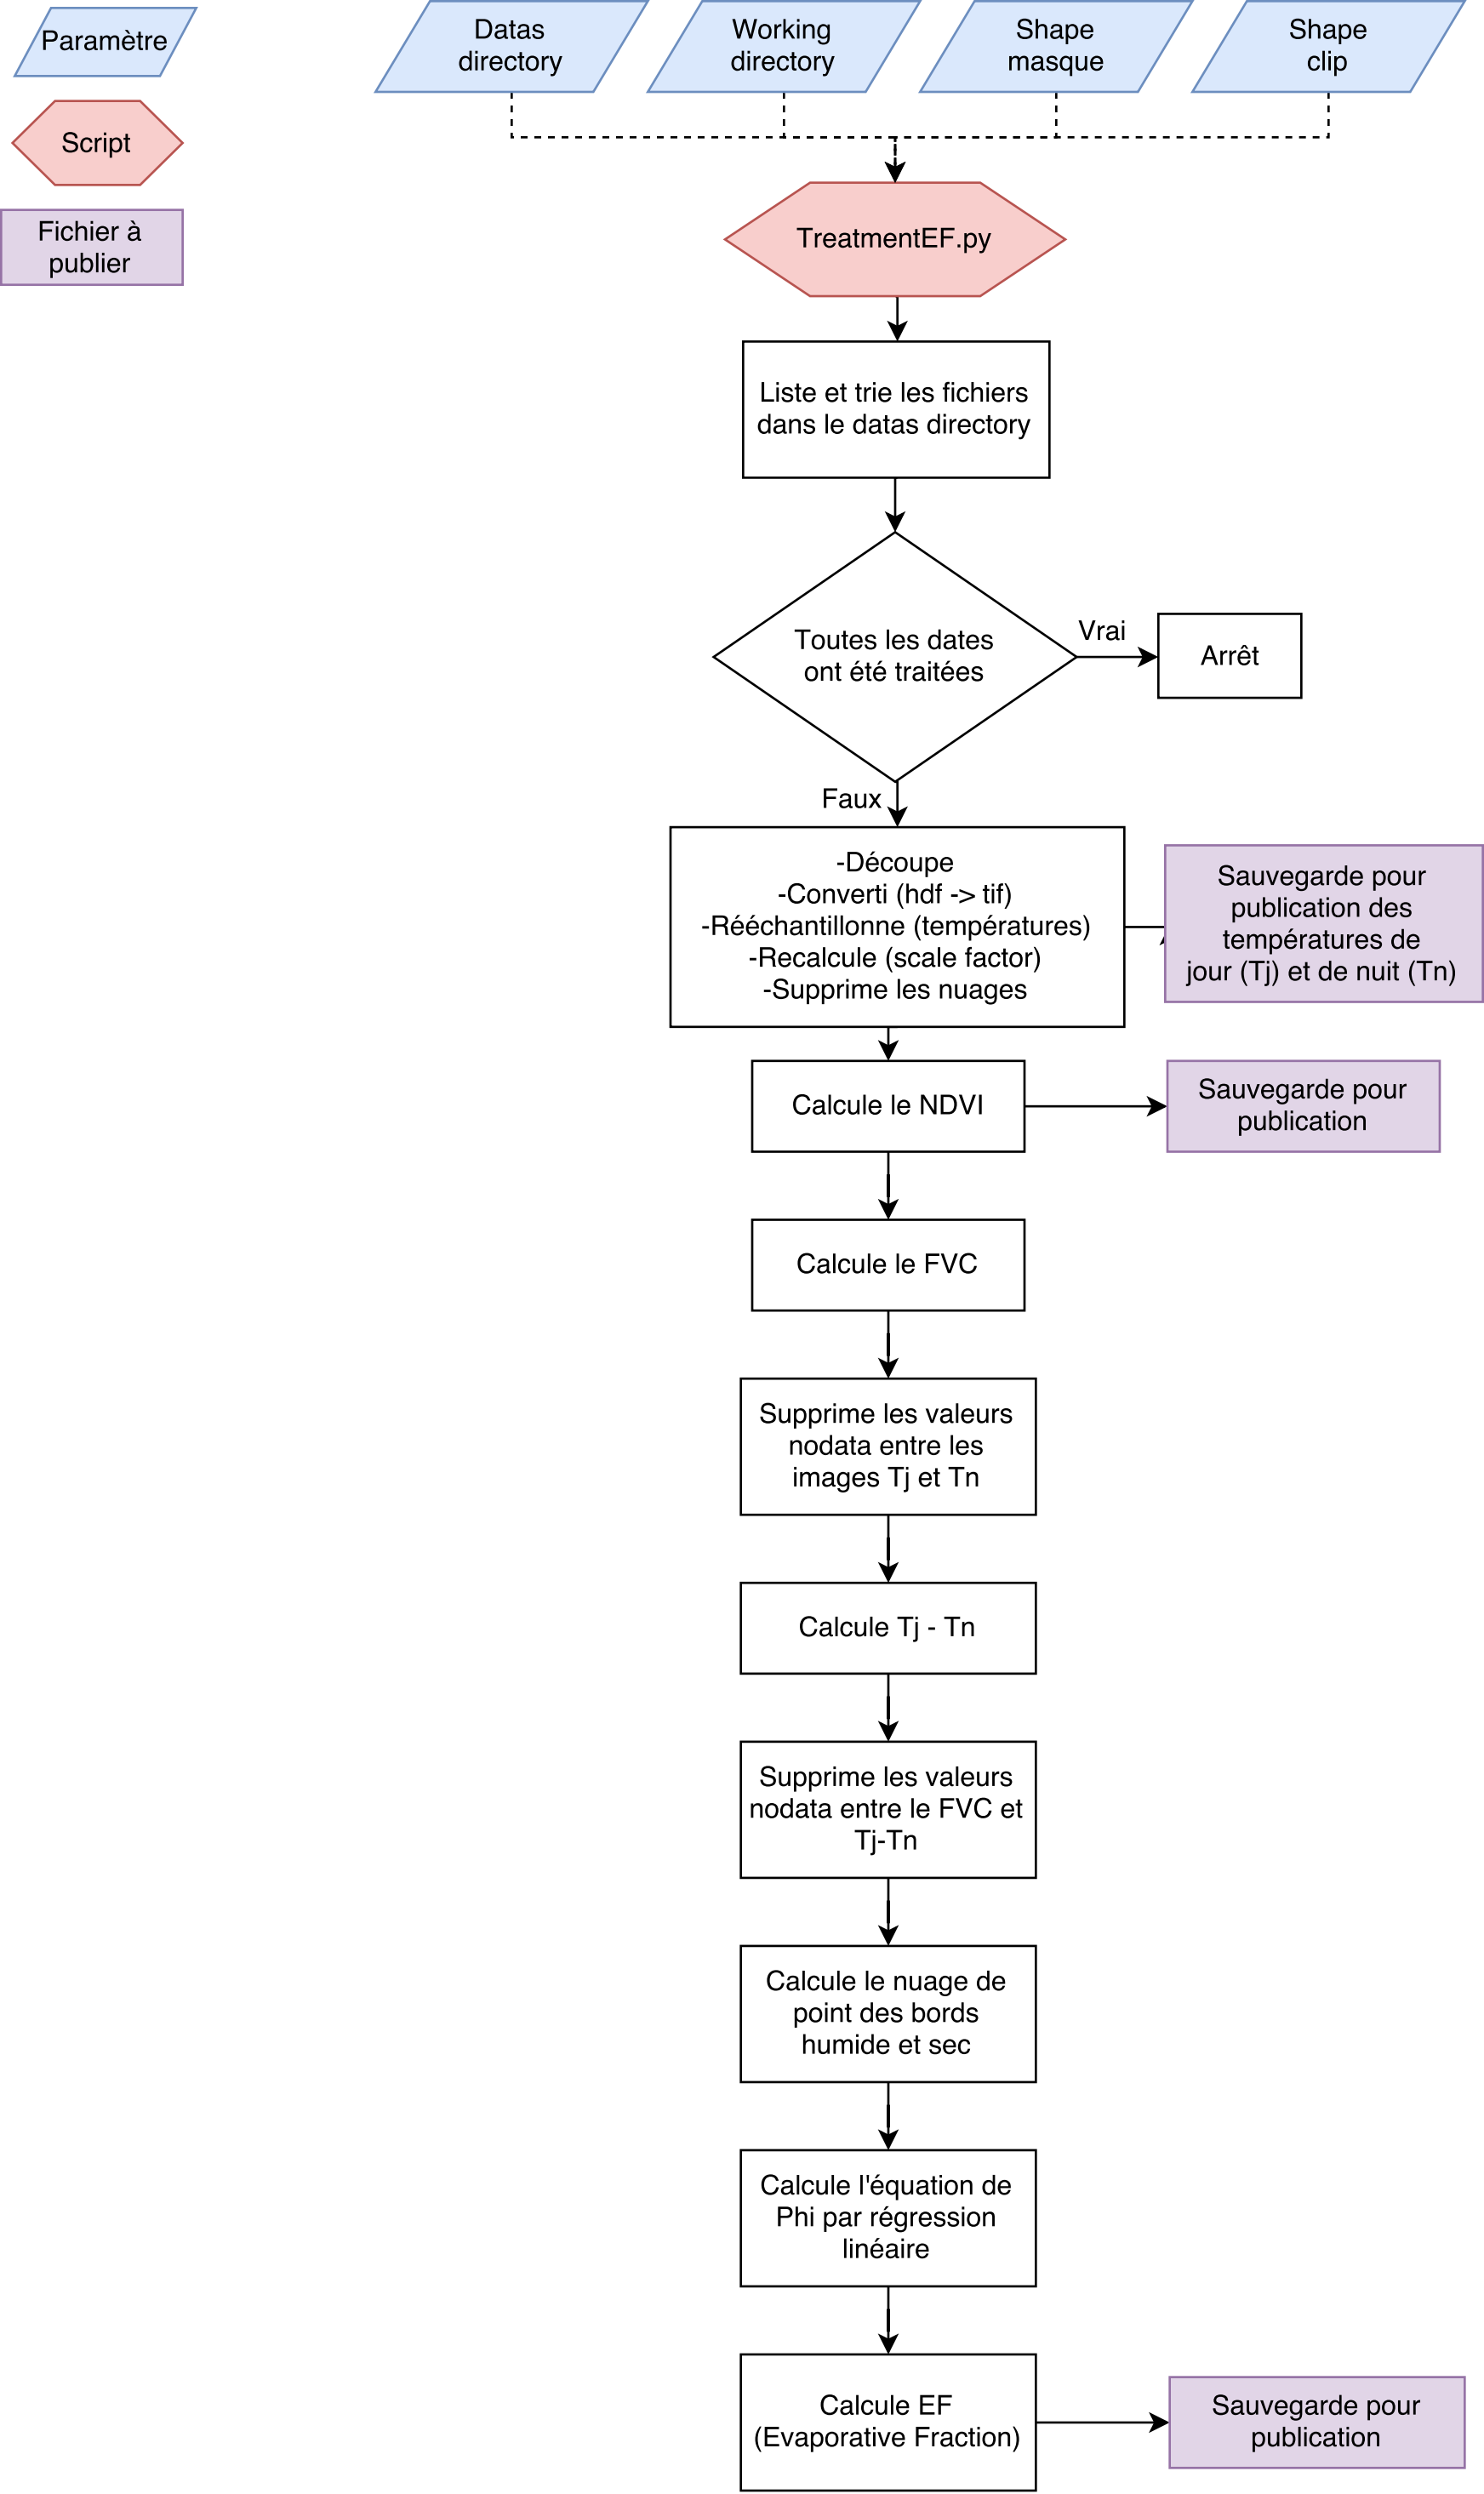 Paramètre
Script
Fichier à
publier
Datas
directory
Working
directory
Shape
masque
Shape
clip
TreatmentEF.py
Liste et trie les fichiers
dans le datas directory
Toutes les dates
ont été traitées
Vrai
Arrêt
Faux
-Découpe
-Converti (hdf -> tif)
-Rééchantillonne (températures)
-Recalcule (scale factor)
-Supprime les nuages
Sauvegarde pour
publication des
températures de
jour (Tj) et de nuit (Tn)
Calcule le NDVI
Sauvegarde pour
publication
Calcule le FVC
Supprime les valeurs
nodata entre les
images Tj et Tn
Calcule Tj - Tn
Supprime les valeurs
nodata entre le FVC et
Tj-Tn
Calcule le nuage de
point des bords
humide et sec
Calcule l'équation de
Phi par régression
linéaire
Calcule EF
(Evaporative Fraction)
Sauvegarde pour
publication